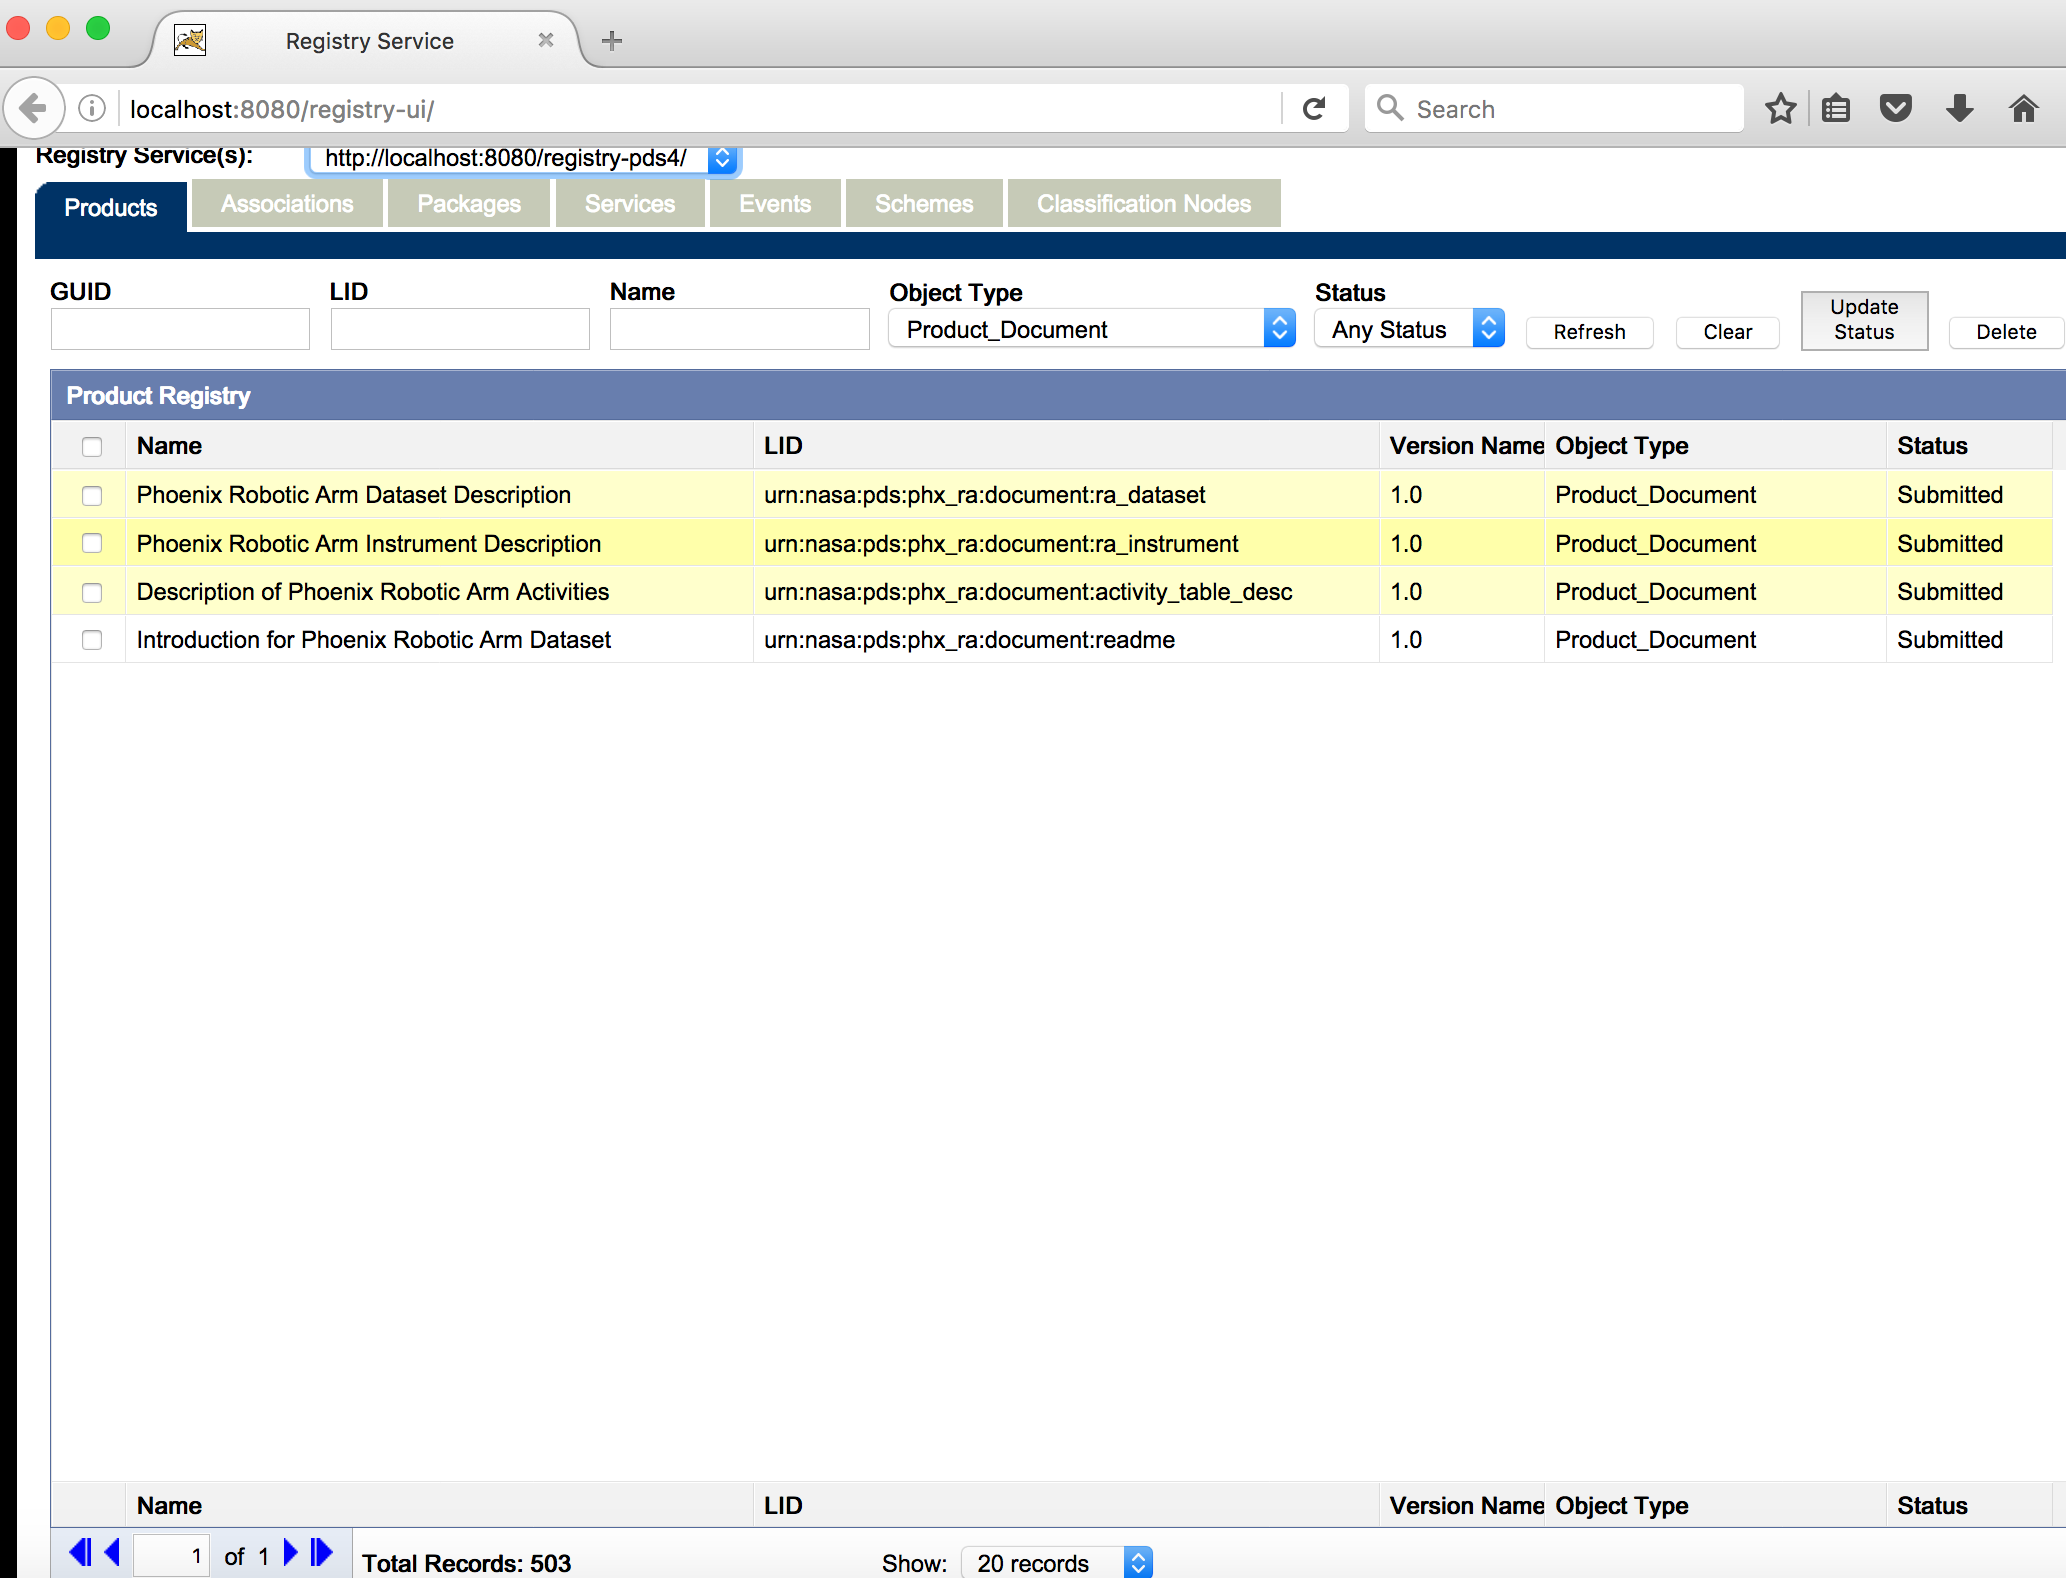 Registry Service
localhost:8080/registry-ui/
Search
Registry Service(s): http://localhost:8080/registry-pds4/
Products Associations Packages Services Events Schemes Classification Nodes
GUID LID Name Object Type Status
Product_Document Any Status Refresh Clear Update Status Delete
Product Registry
Name LID Version Name Object Type Status
Phoenix Robotic Arm Dataset Description urn:nasa:pds:phx_ra:document:ra_dataset 1.0 Product_Document Submitted
Phoenix Robotic Arm Instrument Description urn:nasa:pds:phx_ra:document:ra_instrument 1.0 Product_Document Submitted
Description of Phoenix Robotic Arm Activities urn:nasa:pds:phx_ra:document:activity_table_desc 1.0 Product_Document Submitted
Introduction for Phoenix Robotic Arm Dataset urn:nasa:pds:phx_ra:document:readme 1.0 Product_Document Submitted
Name LID Version Name Object Type Status
1 of 1 Total Records: 503 Show: 20 records